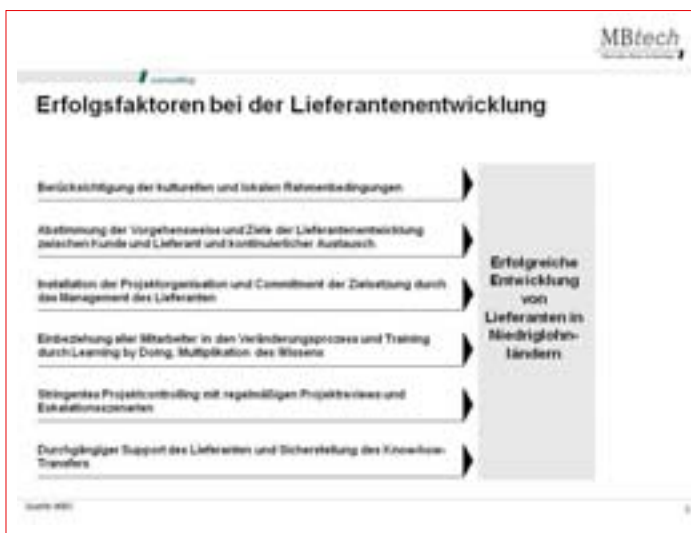 MBtech
consulting
Erfolgsfaktoren bei der Lieferantenentwicklung
Berücksichtigung der kulturellen und lokalen Rahmenbedingungen
Abstimmung der Vorgehensweise und Ziele der Lieferantenentwicklung
zwischen Kunde und Lieferant und kontinuierlicher Austausch
Installation der Projektorganisation und Commitment der Zielsetzung durch
das Management des Lieferanten
Einbeziehung aller Mitarbeiter in den Veränderungsprozess und Training
durch Learning by Doing, Multiplikation des Wissens
Stringentes Projektcontrolling mit regelmäßigen Projektreviews und
Eskalationsszenarien
Durchgängiger Support des Lieferanten und Sicherstellung des Know-how-
Transfers
Erfolgreiche
Entwicklung
von
Lieferanten in
Niedriglohn-
ländern